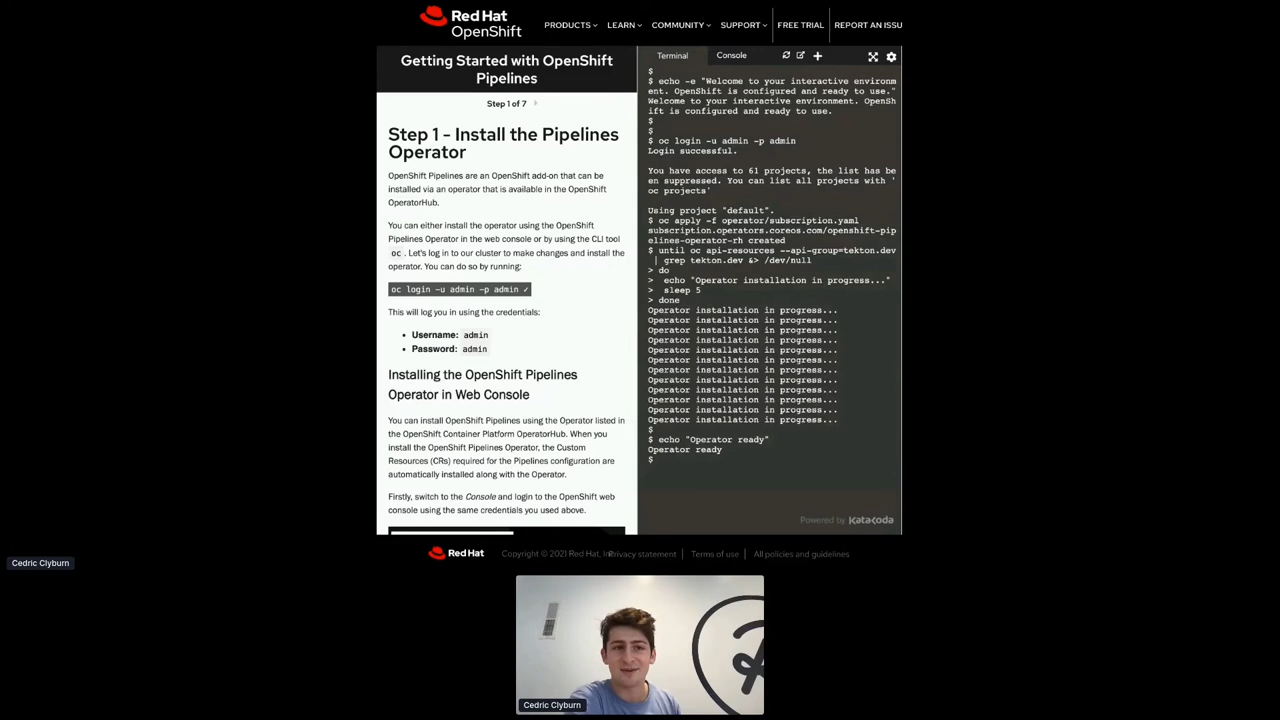 Red Hat
OpenShift
PRODUCTS LEARN COMMUNITY SUPPORT FREE TRIAL REPORT AN ISSU
Getting Started with OpenShift
Pipelines
Step 1 of 7
Step 1 - Install the Pipelines
Operator
OpenShift Pipelines are an OpenShift add-on that can be
installed via an operator that is available in the OpenShift
OperatorHub.
You can either install the operator using the OpenShift
Pipelines Operator in the web console or by using the CLI tool
oc . Let's log in to our cluster to make changes and install the
operator. You can do so by running:
oc login -u admin -p admin ✓
This will log you in using the credentials:
• Username: admin
• Password: admin
Installing the OpenShift Pipelines
Operator in Web Console
You can install OpenShift Pipelines using the Operator listed in
the OpenShift Container Platform OperatorHub. When you
install the OpenShift Pipelines Operator, the Custom
Resources (CRs) required for the Pipelines configuration are
automatically installed along with the Operator.
Firstly, switch to the Console and login to the OpenShift web
console using the same credentials you used above.
Terminal Console
$
$ echo -e "Welcome to your interactive environm
ent. OpenShift is configured and ready to use."
Welcome to your interactive environment. OpenSh
ift is configured and ready to use.
$
$
$ oc login -u admin -p admin
Login successful.
You have access to 61 projects, the list has be
en suppressed. You can list all projects with '
oc projects'
Using project "default".
$ oc apply -f operator/subscription.yaml
subscription.operators.coreos.com/openshift-pip
elines-operator-rh created
$ until oc api-resources --api-group=tekton.dev
| grep tekton.dev &> /dev/null
> do
>  echo "Operator installation in progress..."
>  sleep 5
> done
Operator installation in progress...
Operator installation in progress...
Operator installation in progress...
Operator installation in progress...
Operator installation in progress...
Operator installation in progress...
Operator installation in progress...
Operator installation in progress...
Operator installation in progress...
Operator installation in progress...
Operator installation in progress...
Operator installation in progress...
$
$ echo "Operator ready"
Operator ready
$
Powered by Katakoda
Red Hat Copyright © 2021 Red Hat, Inc Privacy statement Terms of use All policies and guidelines
Cedric Clyburn
Cedric Clyburn